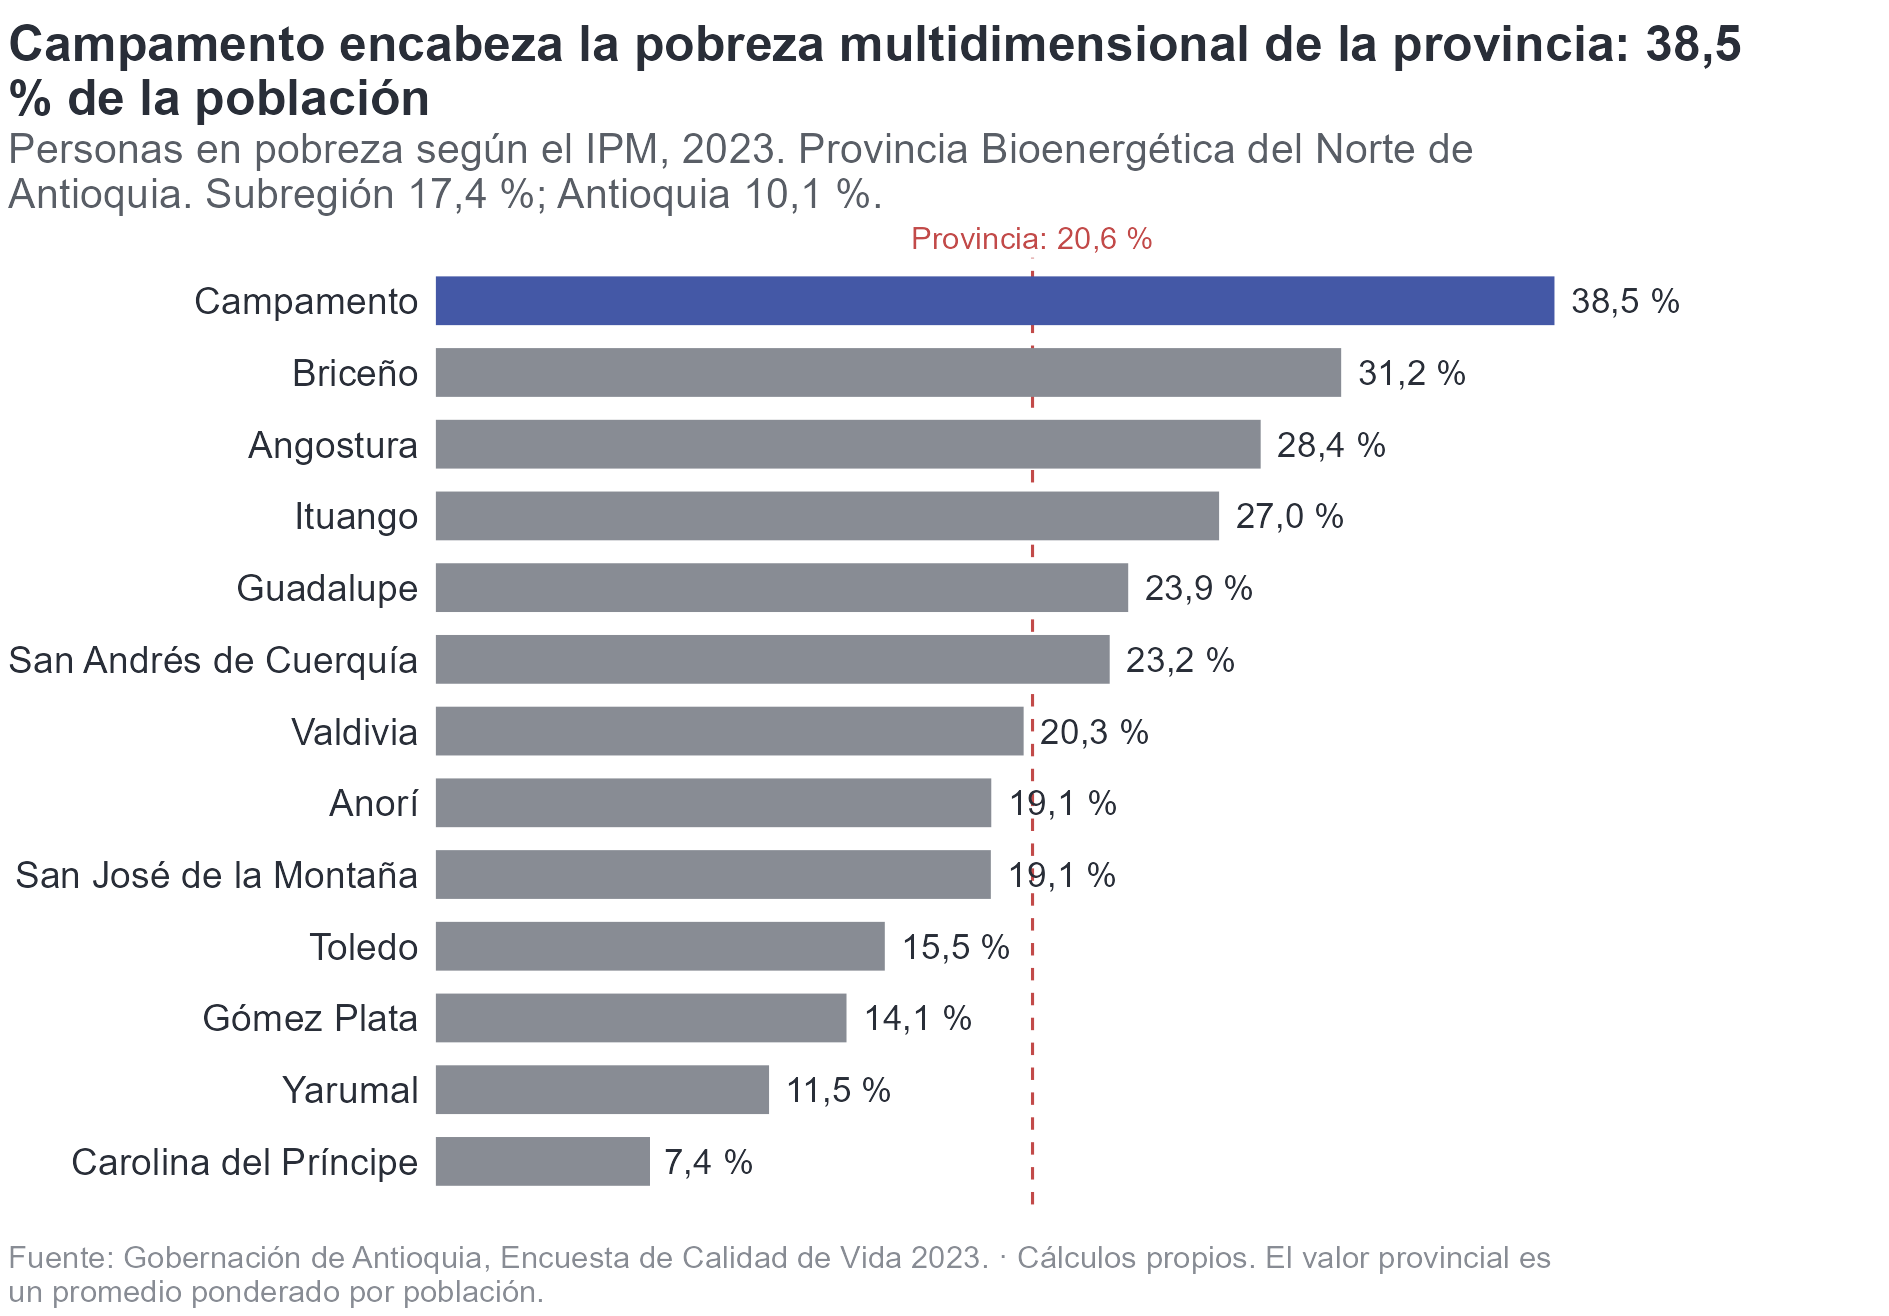 Campamento encabeza la pobreza multidimensional de la provincia: 38,5
% de la población
Personas en pobreza según el IPM, 2023. Provincia Bioenergética del Norte de
Antioquia. Subregión 17,4 %; Antioquia 10,1 %.
Provincia: 20,6 %
Campamento 38,5 %
Briceño 31,2 %
Angostura 28,4 %
Ituango 27,0 %
Guadalupe 23,9 %
San Andrés de Cuerquía 23,2 %
Valdivia 20,3 %
Anorí 19,1 %
San José de la Montaña 19,1 %
Toledo 15,5 %
Gómez Plata 14,1 %
Yarumal 11,5 %
Carolina del Príncipe 7,4 %
Fuente: Gobernación de Antioquia, Encuesta de Calidad de Vida 2023. · Cálculos propios. El valor provincial es
un promedio ponderado por población.